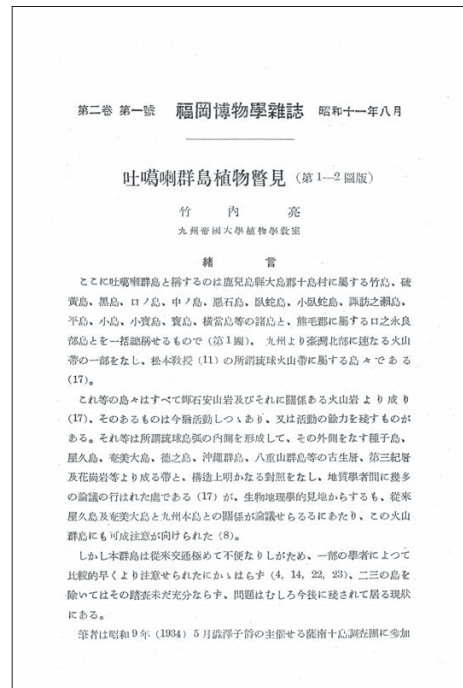 第二卷 第一號 福岡博物學雜誌 昭和十一年八月
吐噶喇群島植物瞥見(第1—2圖版)
竹內亮
九州帝國大學植物學敎室
緖言
ここに吐噶喇群島と稱するのは鹿兒島縣大島郡十島村に屬する竹島、硫
黃島、黑島、口ノ島、中ノ島、惡石島、臥蛇島、小臥蛇島、諏訪之瀨島、
平島、小島、小寶島、寶島、橫當島等の諸島と、熊毛郡に屬する口之永良
部島とを一括總稱せるもので(第1圖)、九州より臺灣北部に連なる火山
帶の一部をなし、松本敎授(11)の所謂琉球火山帶に屬する島々である
(17)。
これ等の島々はすべて輝石安山岩及びそれに關係ある火山岩より成り
(17)、そのあるものは今猶活動しつゝあり、又は活動の餘力を殘すものが
ある。それ等は所謂琉球島弧の內側を形成して、その外側をなす種子島、
屋久島、奄美大島、德之島、沖繩群島、八重山群島等の古生層、第三紀層
及花崗岩等より成る帶と、構造上明かなる對照をなし、地質學者間に幾多
の論議の行はれた處である(17)が、生物地理學的見地からするも、從來
屋久島及奄美大島と九州本島との關係が論議せらるるにあたり、この火山
群島にも可成注意が向けられた(8)。
しかし本群島は從來交通極めて不便なりしがため、一部の學者によつて
比較的早くより注意せられたにかゝはらず(4, 14, 22, 23)、二三の島を
除いてはその踏査未だ充分ならず、問題はむしろ今後に殘されて居る現狀
にある。
筆者は昭和9年(1934)5月澁澤子爵の主催せる薩南十島調査團に參加